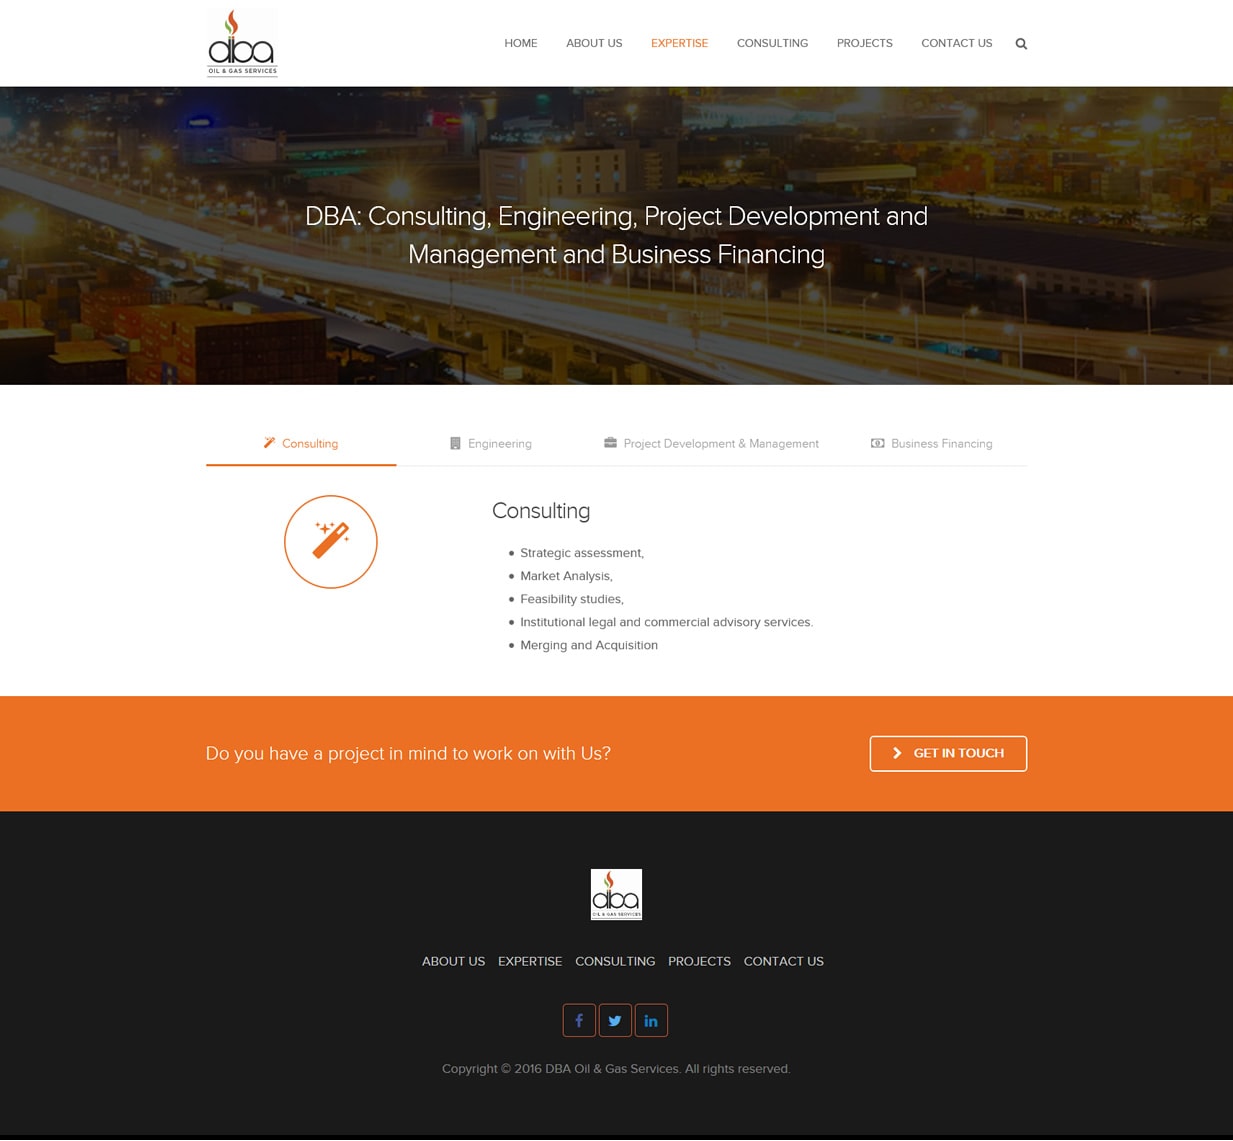 dba
OIL & GAS SERVICES
HOME ABOUT US EXPERTISE CONSULTING PROJECTS CONTACT US
DBA: Consulting, Engineering, Project Development and
Management and Business Financing
Consulting Engineering Project Development & Management Business Financing
Consulting
Strategic assessment,
Market Analysis,
Feasibility studies,
Institutional legal and commercial advisory services.
Merging and Acquisition
Do you have a project in mind to work on with Us?
GET IN TOUCH
dba
OIL & GAS SERVICES
ABOUT US EXPERTISE CONSULTING PROJECTS CONTACT US
Copyright © 2016 DBA Oil & Gas Services. All rights reserved.